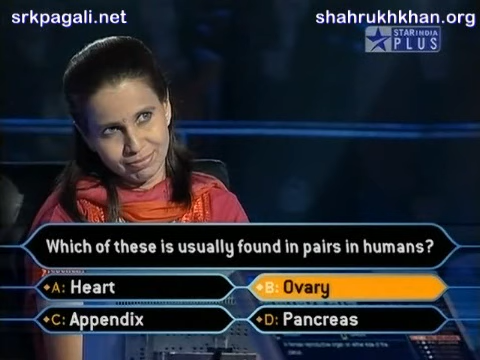 srkpagali.net
shahrukhkhan.org
STAR INDIA
PLUS
Which of these is usually found in pairs in humans?
A: Heart
B: Ovary
C: Appendix
D: Pancreas